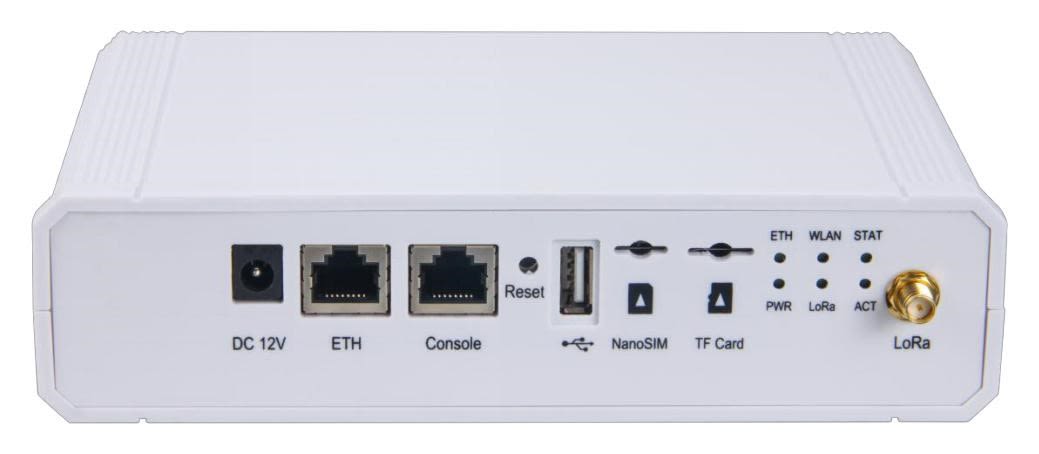 ETH WLAN STAT
PWR LoRa ACT
Reset
DC 12V ETH Console NanoSIM TF Card LoRa